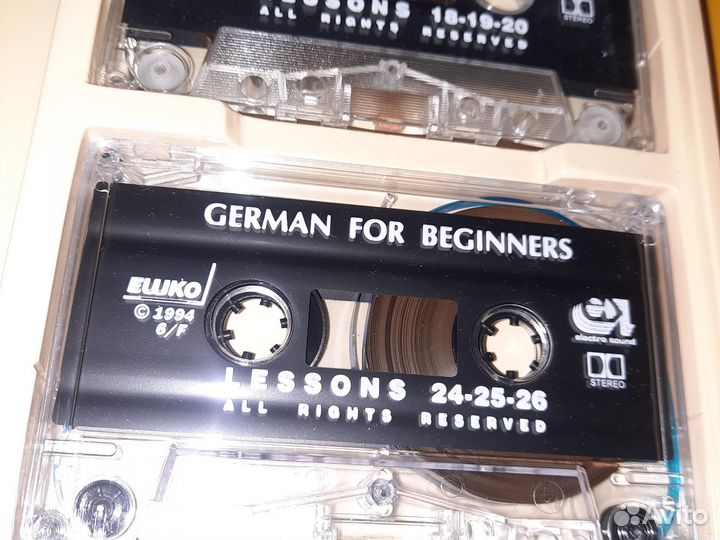 LESSONS 18-19-20
ALL RIGHTS RESERVED
STEREO
GERMAN FOR BEGINNERS
EWKO
© 1994
6/F
electro sound
STEREO
LESSONS 24-25-26
ALL RIGHTS RESERVED
Avito